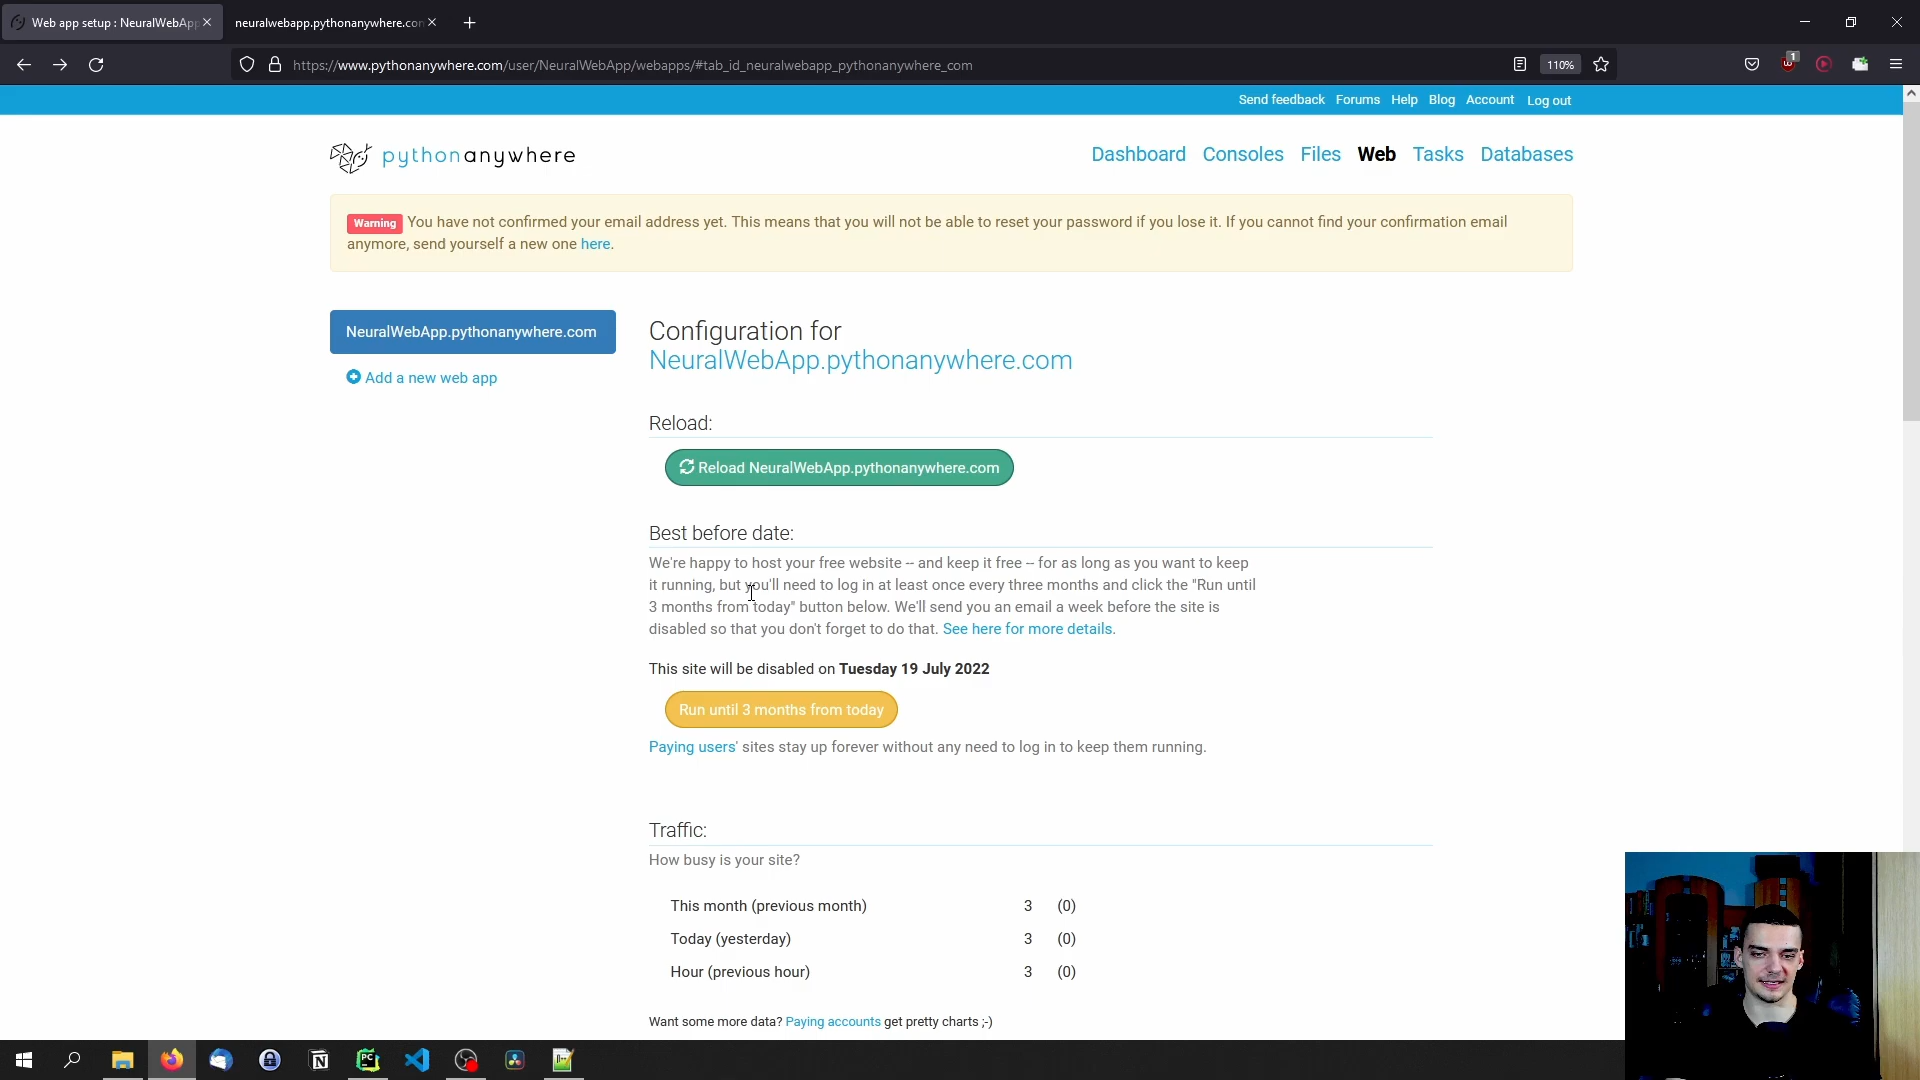 Web app setup : NeuralWebApp
neuralwebapp.pythonanywhere.con
https://www.pythonanywhere.com/user/NeuralWebApp/webapps/#tab_id_neuralwebapp_pythonanywhere_com
110%
1
Send feedback Forums Help Blog Account Log out
pythonanywhere
Dashboard Consoles Files Web Tasks Databases
Warning You have not confirmed your email address yet. This means that you will not be able to reset your password if you lose it. If you cannot find your confirmation email
anymore, send yourself a new one here.
NeuralWebApp.pythonanywhere.com
Add a new web app
Configuration for
NeuralWebApp.pythonanywhere.com
Reload:
Reload NeuralWebApp.pythonanywhere.com
Best before date:
We're happy to host your free website -- and keep it free -- for as long as you want to keep
it running, but you'll need to log in at least once every three months and click the "Run until
3 months from today" button below. We'll send you an email a week before the site is
disabled so that you don't forget to do that. See here for more details.
This site will be disabled on Tuesday 19 July 2022
Run until 3 months from today
Paying users' sites stay up forever without any need to log in to keep them running.
Traffic:
How busy is your site?
This month (previous month) 3 (0)
Today (yesterday) 3 (0)
Hour (previous hour) 3 (0)
Want some more data? Paying accounts get pretty charts ;-)